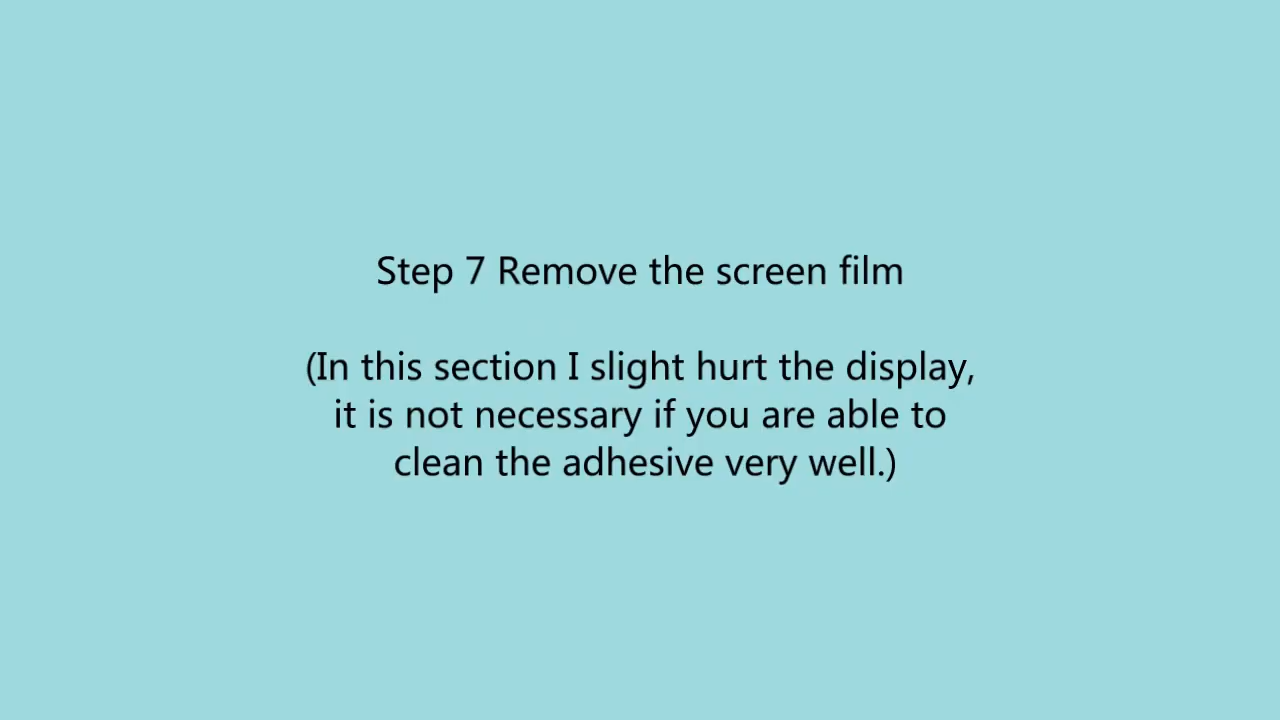 Step 7 Remove the screen film
(In this section I slight hurt the display,
it is not necessary if you are able to
clean the adhesive very well.)